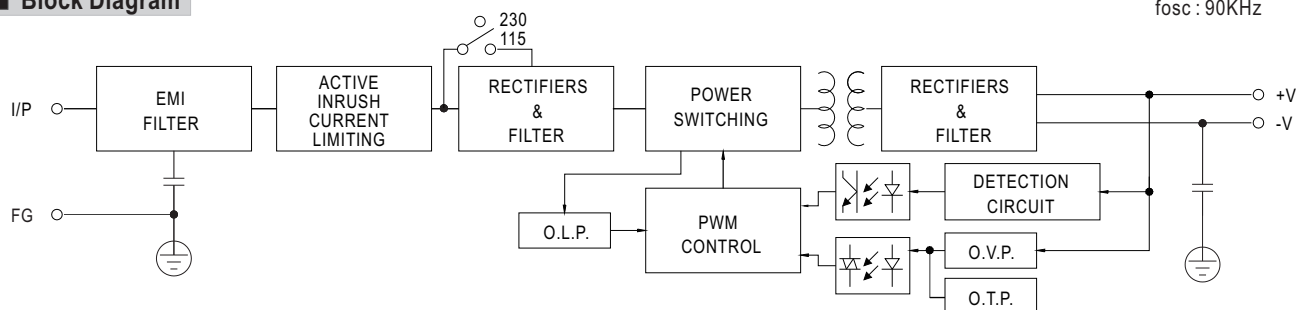 ■ Block Diagram
fosc : 90KHz
230
115
I/P
EMI
FILTER
ACTIVE
INRUSH
CURRENT
LIMITING
RECTIFIERS
&
FILTER
POWER
SWITCHING
RECTIFIERS
&
FILTER
+V
-V
FG
O.L.P.
PWM
CONTROL
DETECTION
CIRCUIT
O.V.P.
O.T.P.